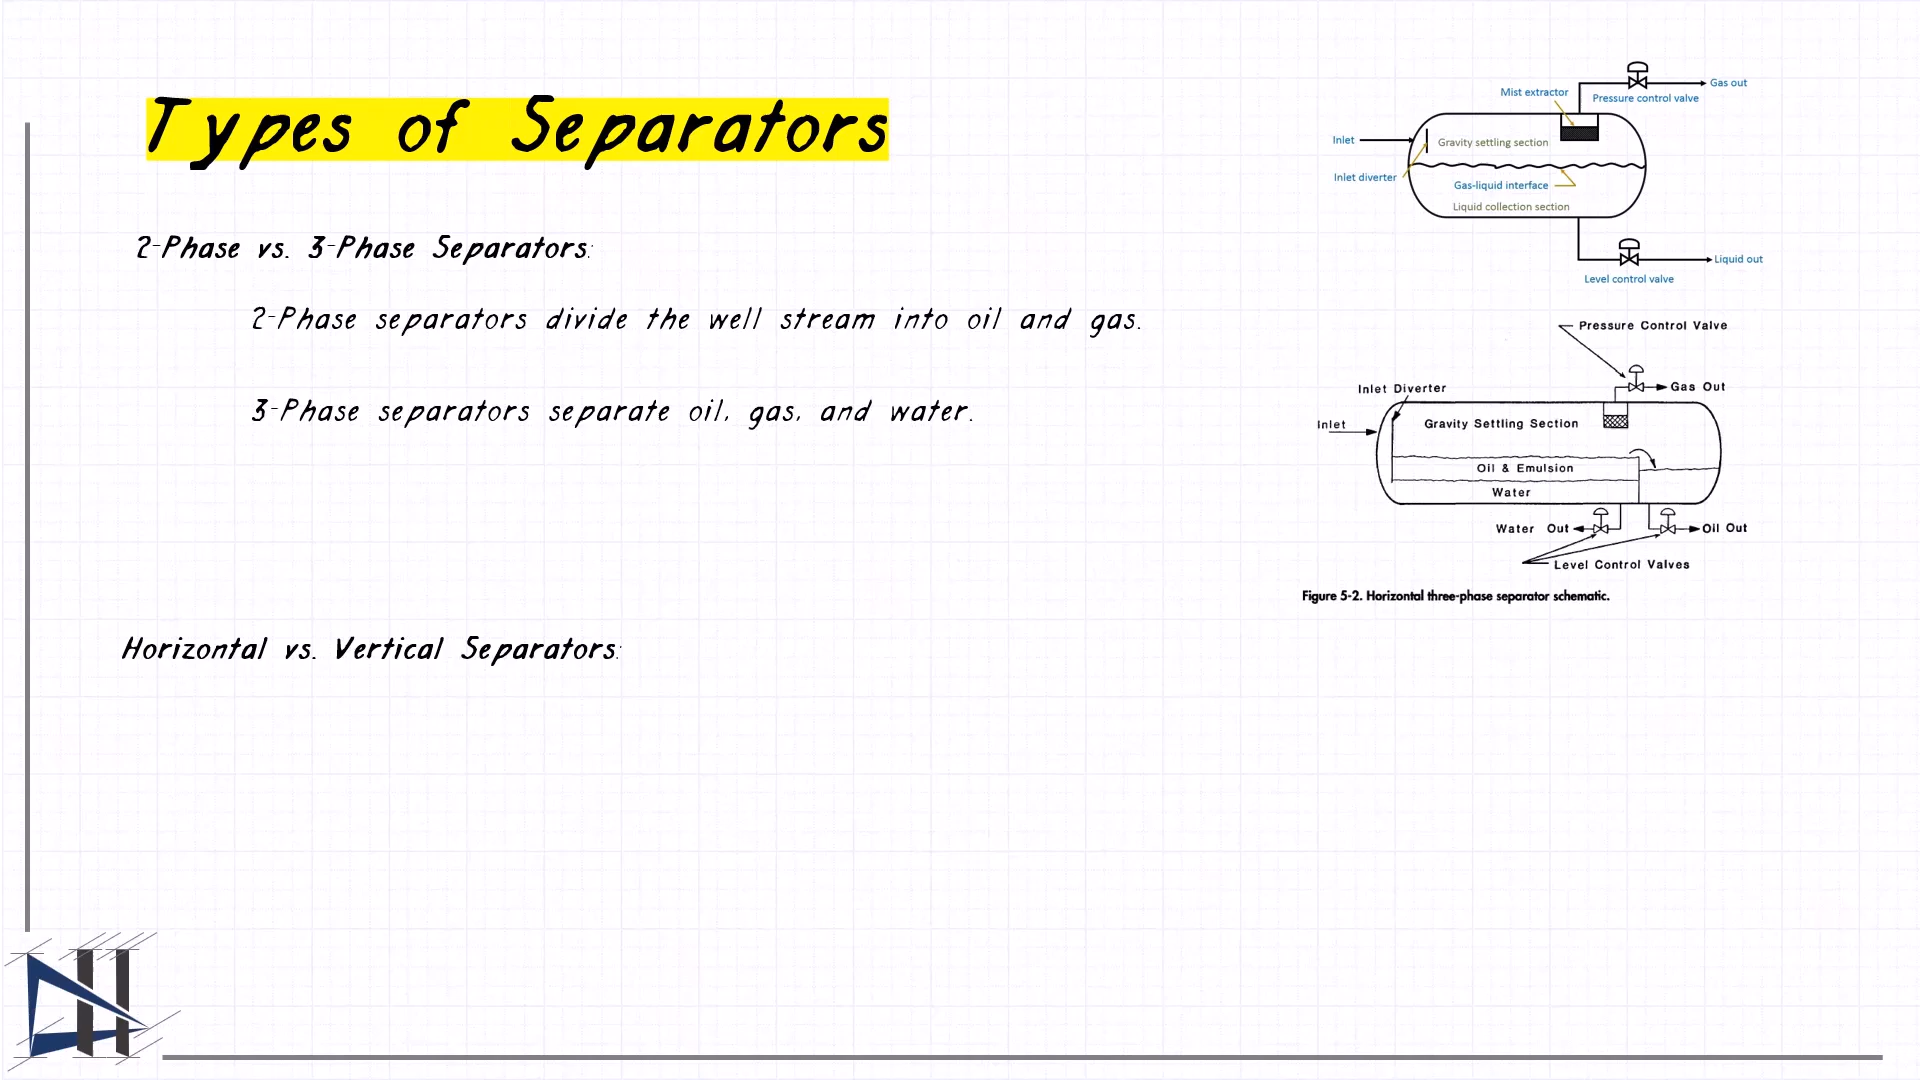 Types of Separators
2-Phase vs. 3-Phase Separators:
2-Phase separators divide the well stream into oil and gas.
3-Phase separators separate oil, gas, and water.
Horizontal vs. Vertical Separators:
Gas out
Mist extractor
Pressure control valve
Inlet
Gravity settling section
Inlet diverter
Gas-liquid interface
Liquid collection section
Liquid out
Level control valve
Pressure Control Valve
Inlet Diverter
Gas Out
Inlet
Gravity Settling Section
Oil & Emulsion
Water
Water Out
Oil Out
Level Control Valves
Figure 5-2. Horizontal three-phase separator schematic.